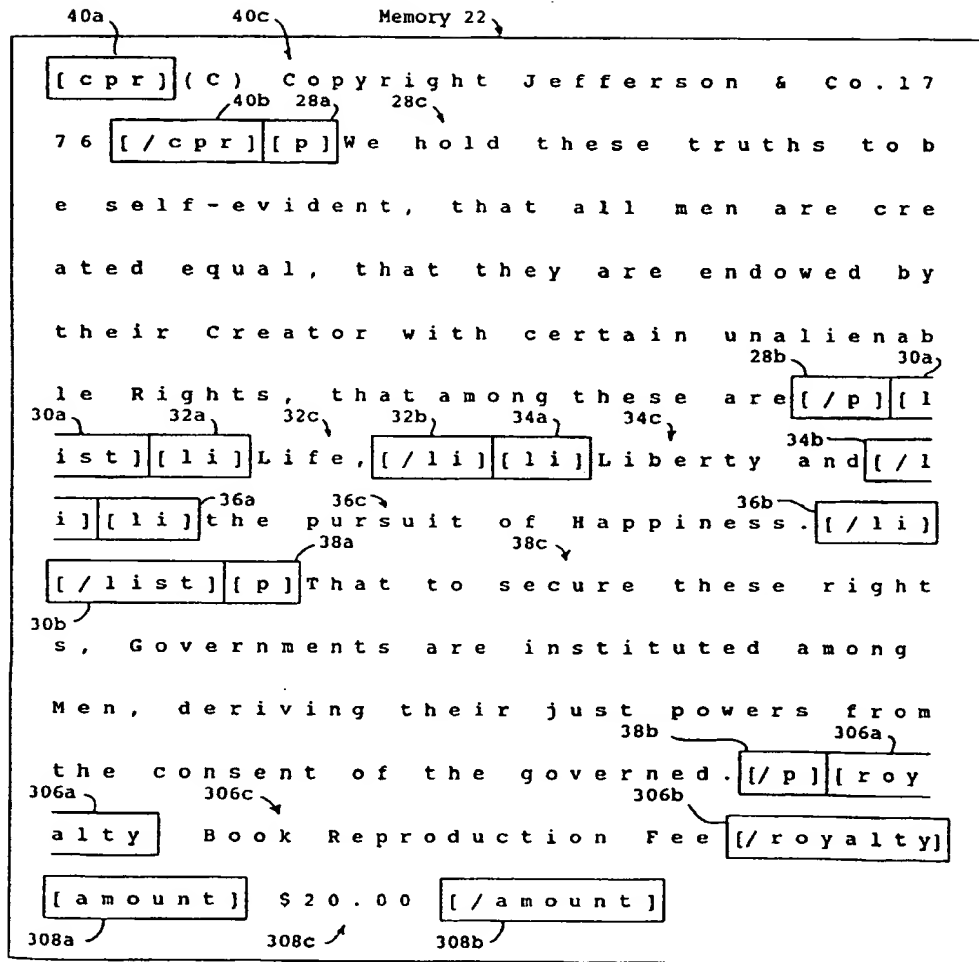 40a 40c Memory 22
[cpr](C) Copyright Jefferson & Co.17
40b 28a 28c
76 [/cpr][p]We hold these truths to b
e self-evident, that all men are cre
ated equal, that they are endowed by
their Creator with certain unalienab
28b 30a
le Rights, that among these are[/p][l
30a 32a 32c 32b 34a 34c 34b
ist][li]Life,[/li][li]Liberty and[/l
36a 36c 36b
i][li]the pursuit of Happiness.[/li]
38a 38c
[/list][p]That to secure these right
30b
s, Governments are instituted among
Men, deriving their just powers from
38b 306a
the consent of the governed.[/p][roy
306a 306c 306b
alty Book Reproduction Fee[/royalty]
[amount] $20.00 [/amount]
308a 308c 308b